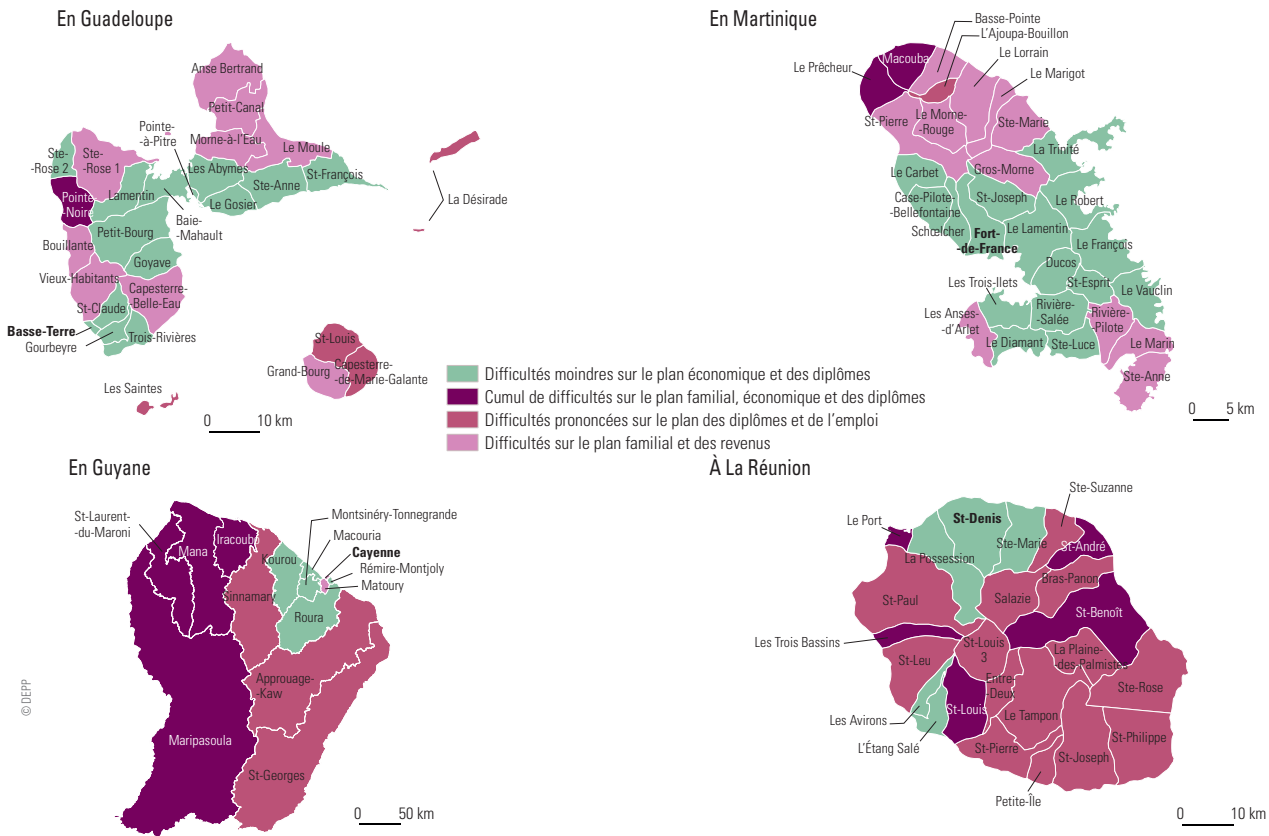 En Guadeloupe
Anse Bertrand
Petit-Canal
Pointe-
-à-Pitre
Morne-à-l'Eau
Le Moule
Ste-
-Rose 2
Ste-
-Rose 1
Les Abymes
St-François
Ste-Anne
Le Gosier
Pointe
-Noire
Lamentin
Baie-
-Mahault
La Désirade
Petit-Bourg
Bouillante
Goyave
Vieux-Habitants
Capesterre-
-Belle-Eau
St-Claude
Basse-Terre
Gourbeyre
Trois-Rivières
St-Louis
Grand-Bourg
Capesterre-
-de-Marie-Galante
Les Saintes
0 10 km
En Martinique
Basse-Pointe
L'Ajoupa-Bouillon
Le Lorrain
Le Marigot
Macouba
Le Prêcheur
St-Pierre
Le Morne-
-Rouge
Ste-Marie
La Trinité
Le Carbet
Gros-Morne
Case-Pilote-
-Bellefontaine
St-Joseph
Le Robert
Schœlcher
Fort-
-de-France
Le Lamentin
Le François
Ducos
St-Esprit
Les Trois-Ilets
Le Vauclin
Les Anses-
-d'Arlet
Rivière-
-Salée
Rivière-
-Pilote
Le Diamant
Ste-Luce
Le Marin
Ste-Anne
0 5 km
Difficultés moindres sur le plan économique et des diplômes
Cumul de difficultés sur le plan familial, économique et des diplômes
Difficultés prononcées sur le plan des diplômes et de l'emploi
Difficultés sur le plan familial et des revenus
En Guyane
St-Laurent-
-du-Maroni
Mana
Iracoubo
Kourou
Montsinéry-Tonnegrande
Macouria
Cayenne
Rémire-Montjoly
Matoury
Sinnamary
Roura
Approuage-
-Kaw
Maripasoula
St-Georges
0 50 km
© DEPP
À La Réunion
Ste-Suzanne
Le Port
St-Denis
La Possession
Ste-Marie
St-André
Bras-Panon
St-Paul
Salazie
St-Benoît
Les Trois Bassins
St-Louis
3
La Plaine-
-des-Palmistes
St-Leu
Entre-
-Deux
Ste-Rose
St-Louis
Les Avirons
Le Tampon
L'Étang Salé
St-Pierre
St-Joseph
St-Philippe
Petite-Île
0 10 km